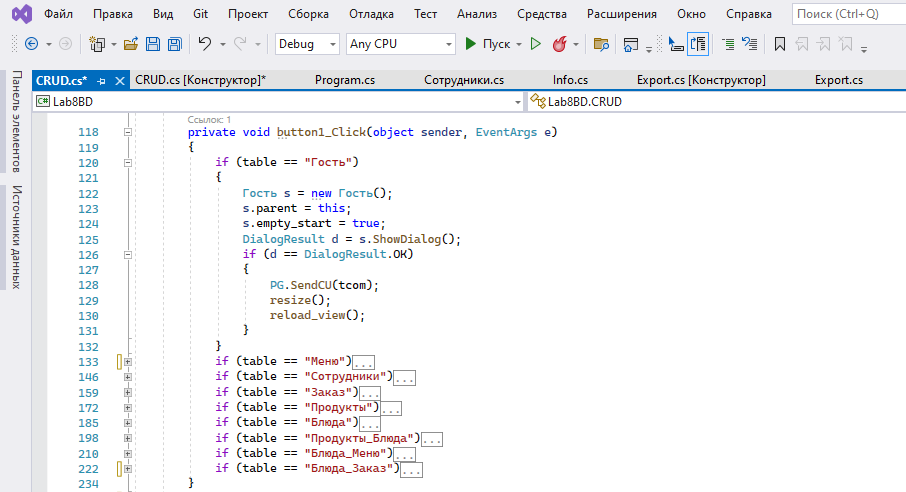 Файл Правка Вид Git Проект Сборка Отладка Тест Анализ Средства Расширения Окно Справка Поиск (Ctrl+Q)
Debug Any CPU Пуск
CRUD.cs* CRUD.cs [Конструктор]* Program.cs Сотрудники.cs Info.cs Export.cs [Конструктор] Export.cs
Панель элементов
Источники данных
C# Lab8BD Lab8BD.CRUD
Ссылок: 1
118 private void button1_Click(object sender, EventArgs e)
119 {
120 if (table == "Гость")
121 {
122 Гость s = new Гость();
123 s.parent = this;
124 s.empty_start = true;
125 DialogResult d = s.ShowDialog();
126 if (d == DialogResult.OK)
127 {
128 PG.SendCU(tcom);
129 resize();
130 reload_view();
131 }
132 }
133 if (table == "Меню")...
146 if (table == "Сотрудники")...
159 if (table == "Заказ")...
172 if (table == "Продукты")...
185 if (table == "Блюда")...
198 if (table == "Продукты_Блюда")...
210 if (table == "Блюда_Меню")...
222 if (table == "Блюда_Заказ")...
234 }